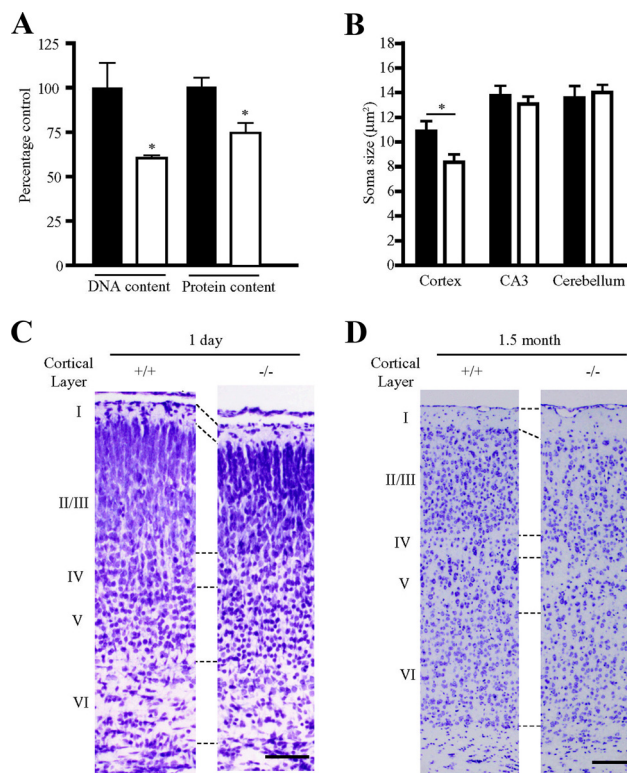 A
Percentage control
125
100
75
50
25
0
*
*
DNA content Protein content
B
Soma size (µm²)
18
16
14
12
10
8
6
4
2
0
*
Cortex CA3 Cerebellum
C
1 day
Cortical
Layer
+/+ -/-
I
II/III
IV
V
VI
D
1.5 month
Cortical
Layer
+/+ -/-
I
II/III
IV
V
VI